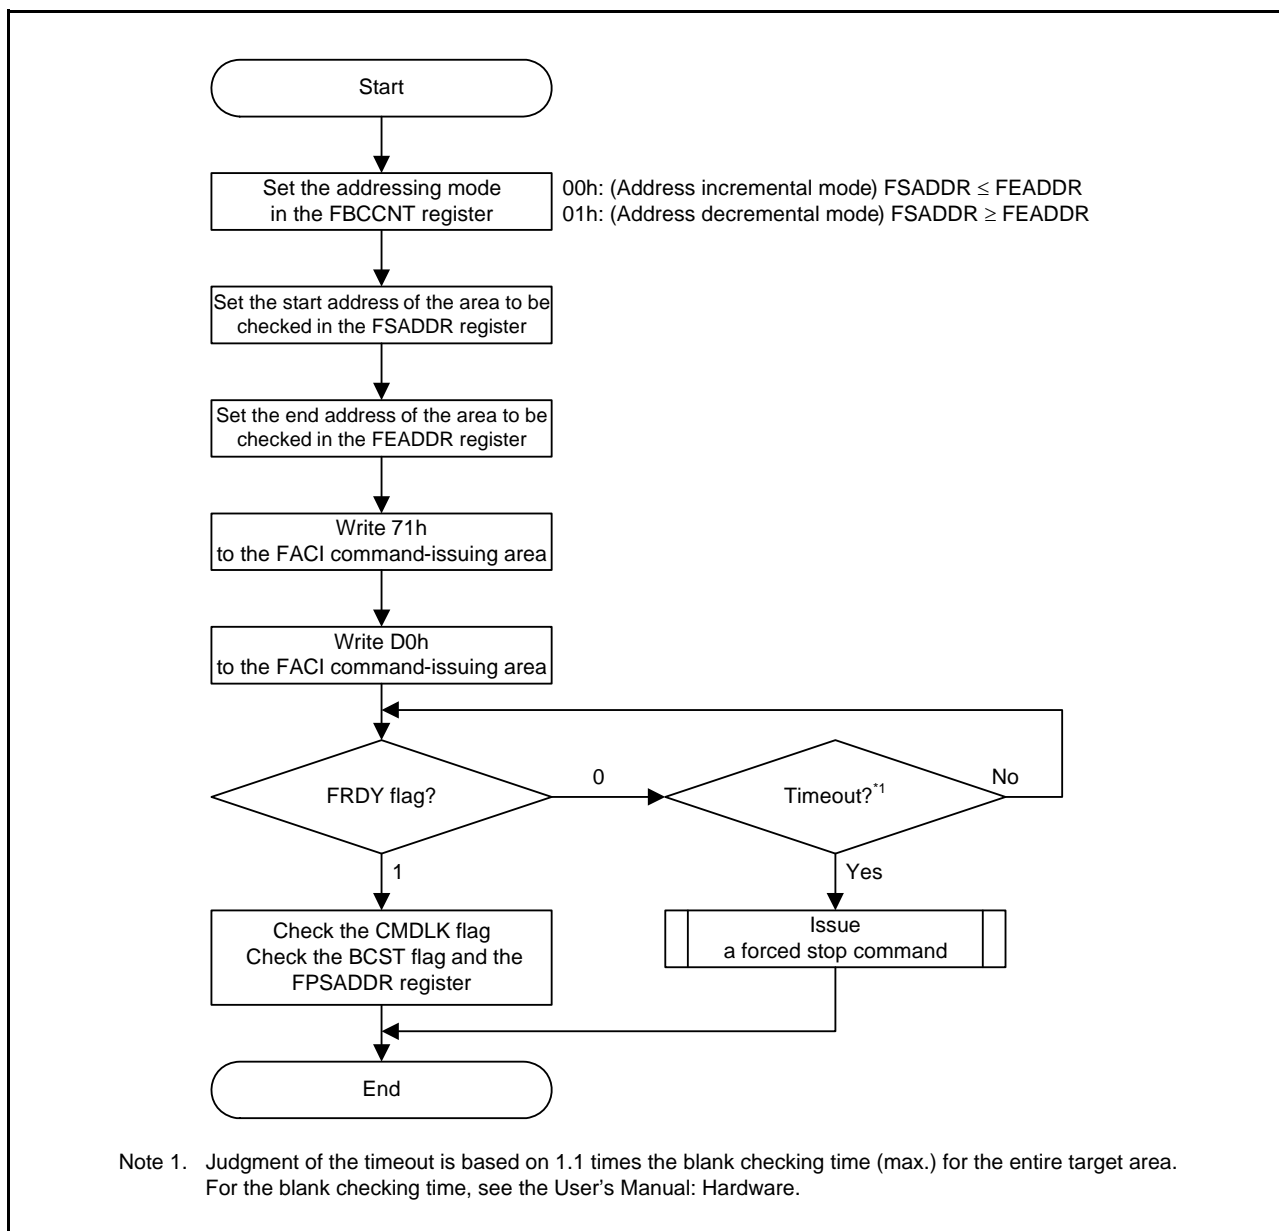 Start
Set the addressing mode
in the FBCCNT register
00h: (Address incremental mode) FSADDR ≤ FEADDR
01h: (Address decremental mode) FSADDR ≥ FEADDR
Set the start address of the area to be
checked in the FSADDR register
Set the end address of the area to be
checked in the FEADDR register
Write 71h
to the FACI command-issuing area
Write D0h
to the FACI command-issuing area
FRDY flag?
0
Timeout?*1
No
1
Yes
Check the CMDLK flag
Check the BCST flag and the
FPSADDR register
Issue
a forced stop command
End
Note 1. Judgment of the timeout is based on 1.1 times the blank checking time (max.) for the entire target area.
For the blank checking time, see the User's Manual: Hardware.